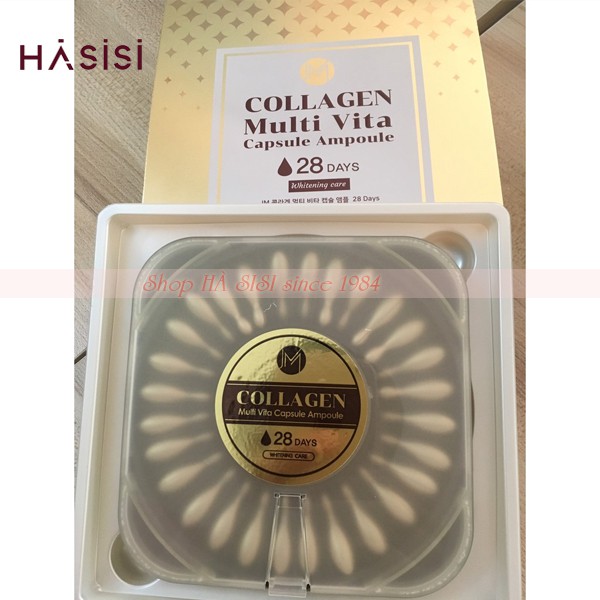 HÀSiSi
M
COLLAGEN
Multi Vita
Capsule Ampoule
28 DAYS
Whitening care
IM 콜라겐 멀티 비타 캡슐 앰플 28 Days
Shop HÀ SISI since 1984
M
COLLAGEN
Multi Vita Capsule Ampoule
28 DAYS
WHITENING CARE